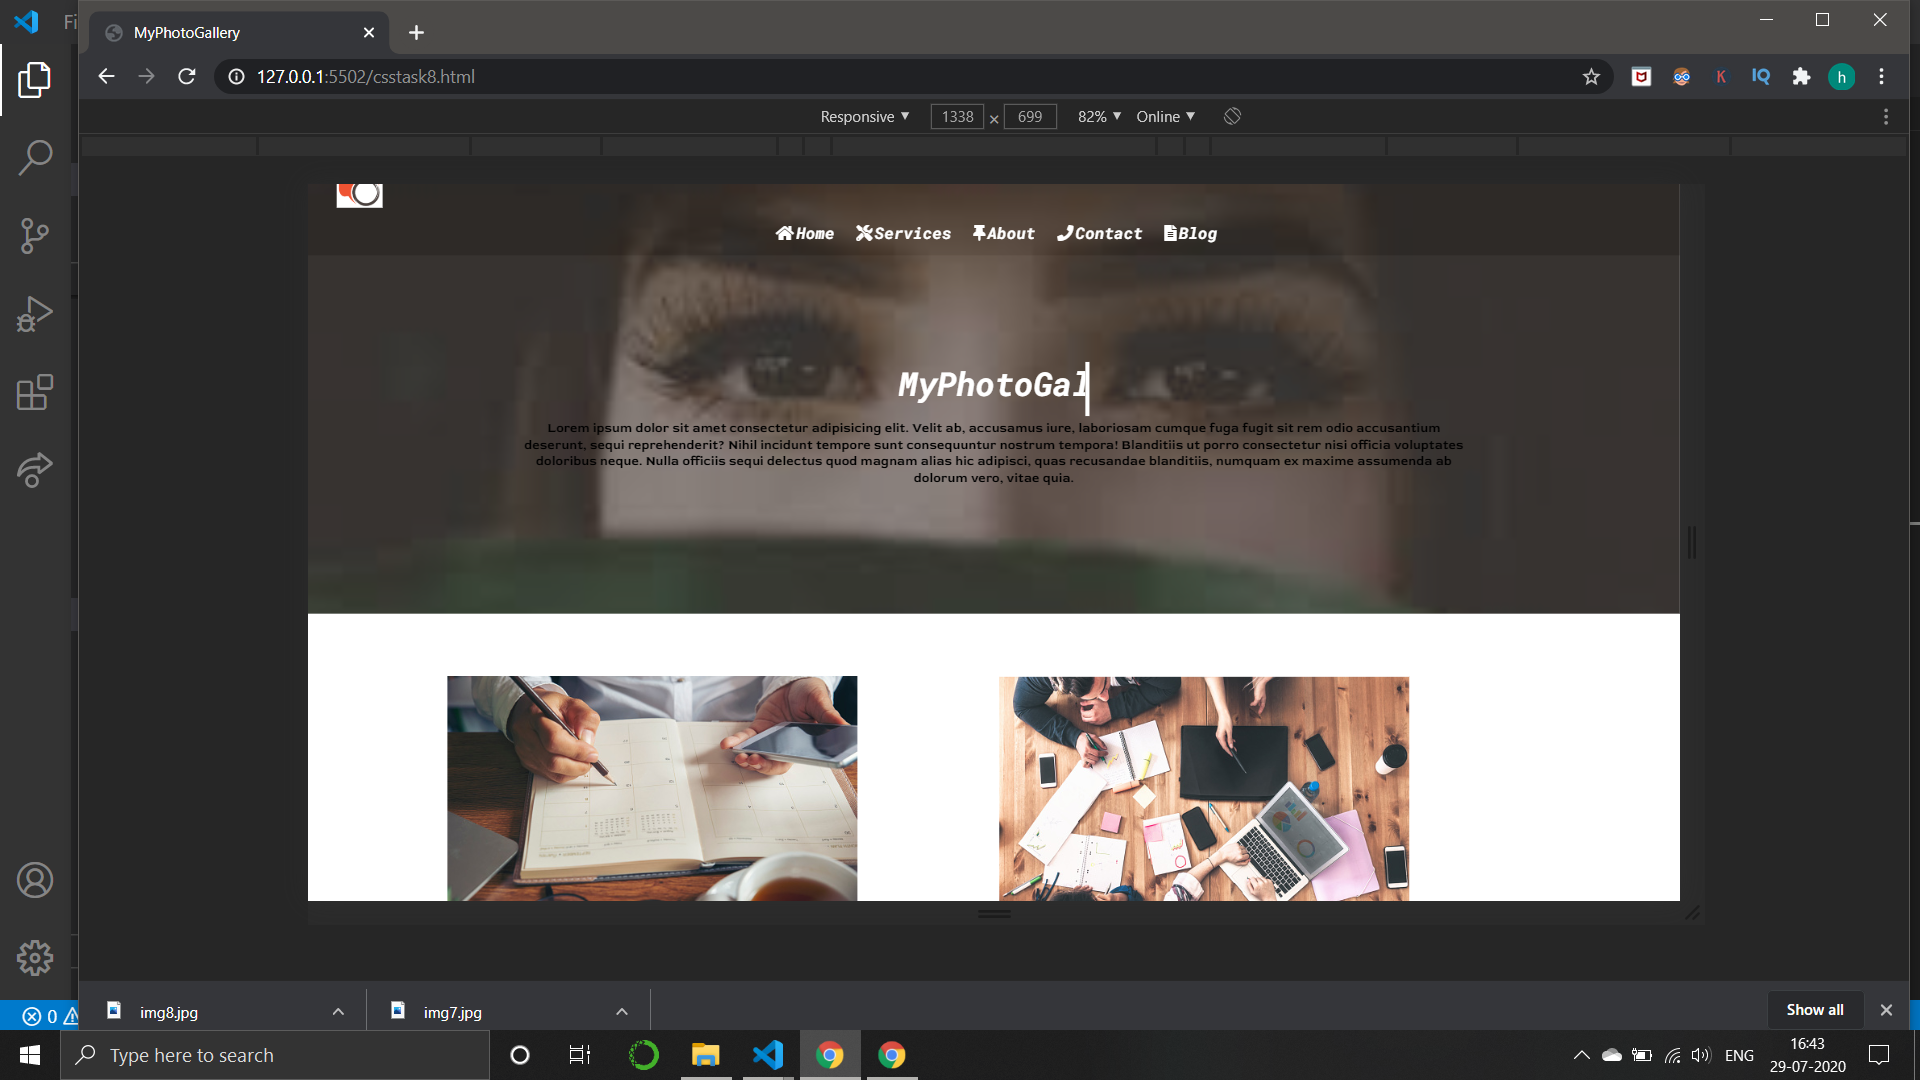 Fi
MyPhotoGallery
127.0.0.1:5502/csstask8.html
K
IQ
h
Responsive ▼ 1338 × 699 82% ▼ Online ▼
Home Services About Contact Blog
MyPhotoGal
Lorem ipsum dolor sit amet consectetur adipisicing elit. Velit ab, accusamus iure, laboriosam cumque fuga fugit sit rem odio accusantium
deserunt, sequi reprehenderit? Nihil incidunt tempore sunt consequuntur nostrum tempora! Blanditiis ut porro consectetur nisi officia voluptates
doloribus neque. Nulla officiis sequi delectus quod magnam alias hic adipisci, quas recusandae blanditiis, numquam ex maxime assumenda ab
dolorum vero, vitae quia.
0
img8.jpg
img7.jpg
Show all
Type here to search
ENG
16:43
29-07-2020